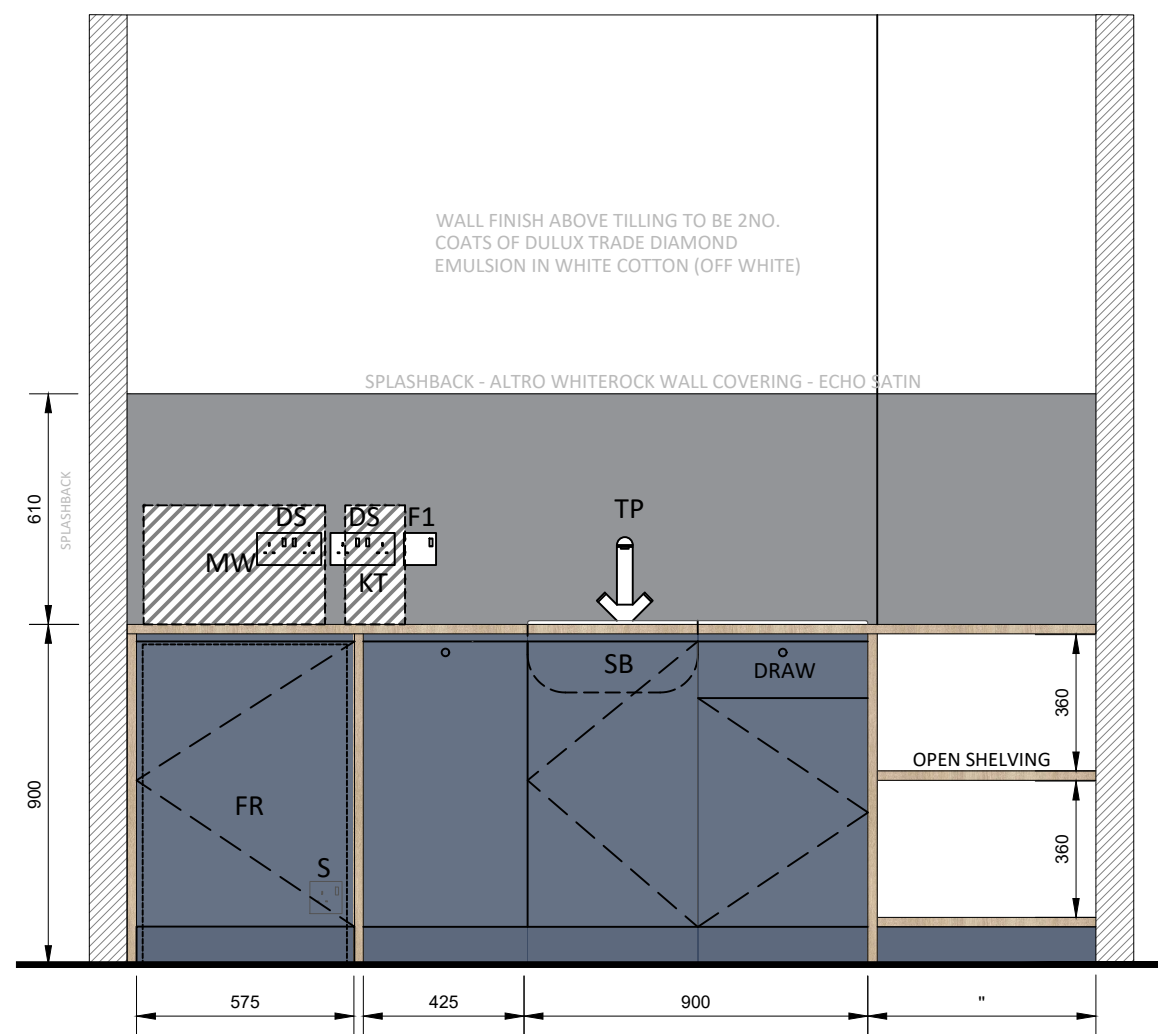 WALL FINISH ABOVE TILLING TO BE 2NO.
COATS OF DULUX TRADE DIAMOND
EMULSION IN WHITE COTTON (OFF WHITE)
SPLASHBACK - ALTRO WHITEROCK WALL COVERING - ECHO SATIN
610
SPLASHBACK
DS
DS
F1
TP
MW
KT
SB
DRAW
360
OPEN SHELVING
900
FR
360
S
575
425
900
"